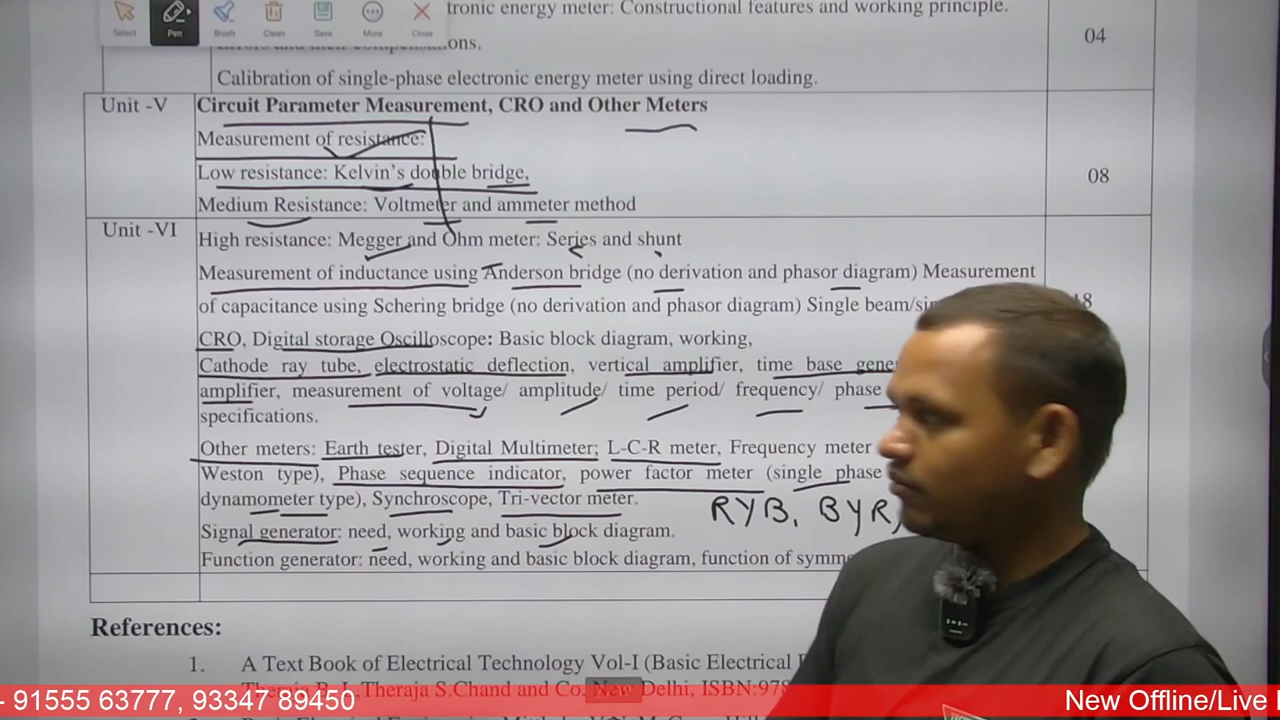 Select Pen Brush Clean Save More Close
tronic energy meter: Constructional features and working principle.
Errors and their compensations.
04
Calibration of single-phase electronic energy meter using direct loading.
Unit -V Circuit Parameter Measurement, CRO and Other Meters
Measurement of resistance:
Low resistance: Kelvin's double bridge,
08
Medium Resistance: Voltmeter and ammeter method
Unit -VI
High resistance: Megger and Ohm meter: Series and shunt
Measurement of inductance using Anderson bridge (no derivation and phasor diagram) Measurement
of capacitance using Schering bridge (no derivation and phasor diagram) Single beam/
CRO, Digital storage Oscilloscope: Basic block diagram, working,
Cathode ray tube, electrostatic deflection, vertical amplifier, time base
amplifier, measurement of voltage/ amplitude/ time period/ frequency/ phase
specifications.
Other meters: Earth tester, Digital Multimeter; L-C-R meter, Frequency meter
Weston type), Phase sequence indicator, power factor meter (single phase
dynamometer type), Synchroscope, Tri-vector meter.
RYB, BYR,
Signal generator: need, working and basic block diagram.
Function generator: need, working and basic block diagram, function of
References:
1. A Text Book of Electrical Technology Vol-I (Basic Electrical
Theraja B. L.Theraja S.Chand and Co. New Delhi, ISBN:978
- 91555 63777, 93347 89450
New Offline/Live